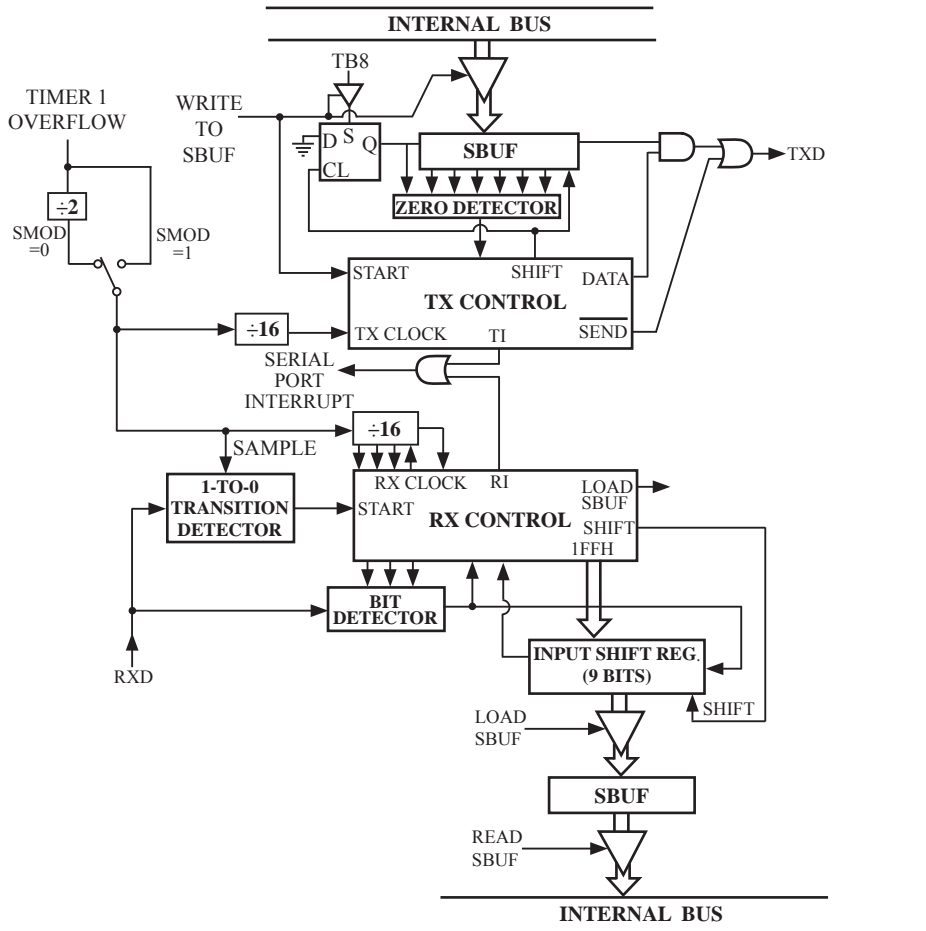 INTERNAL BUS
TB8
TIMER 1
OVERFLOW
WRITE
TO
SBUF
D S Q
CL
SBUF
TXD
÷2
ZERO DETECTOR
SMOD
=0
SMOD
=1
START
SHIFT
DATA
TX CONTROL
÷16
TX CLOCK
TI
SEND
SERIAL
PORT
INTERRUPT
÷16
SAMPLE
RX CLOCK
RI
LOAD
SBUF
1-TO-0
TRANSITION
DETECTOR
START
RX CONTROL
SHIFT
1FFH
BIT
DETECTOR
RXD
INPUT SHIFT REG.
(9 BITS)
SHIFT
LOAD
SBUF
SBUF
READ
SBUF
INTERNAL BUS